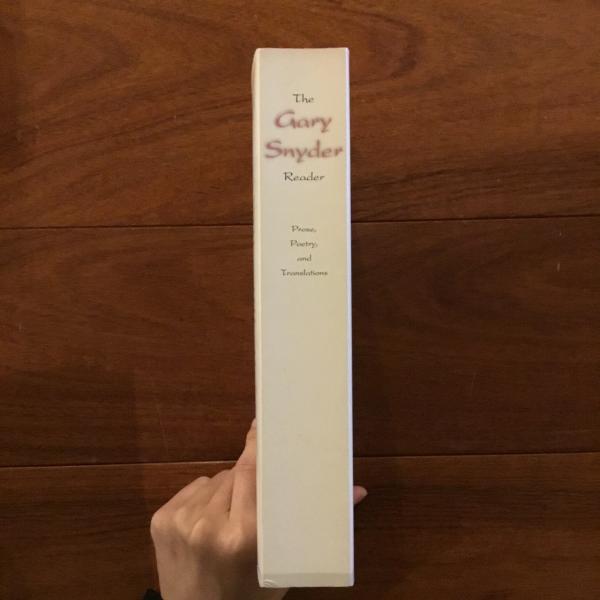 The
Gary
Snyder
Reader
Prose,
Poetry,
and
Translations